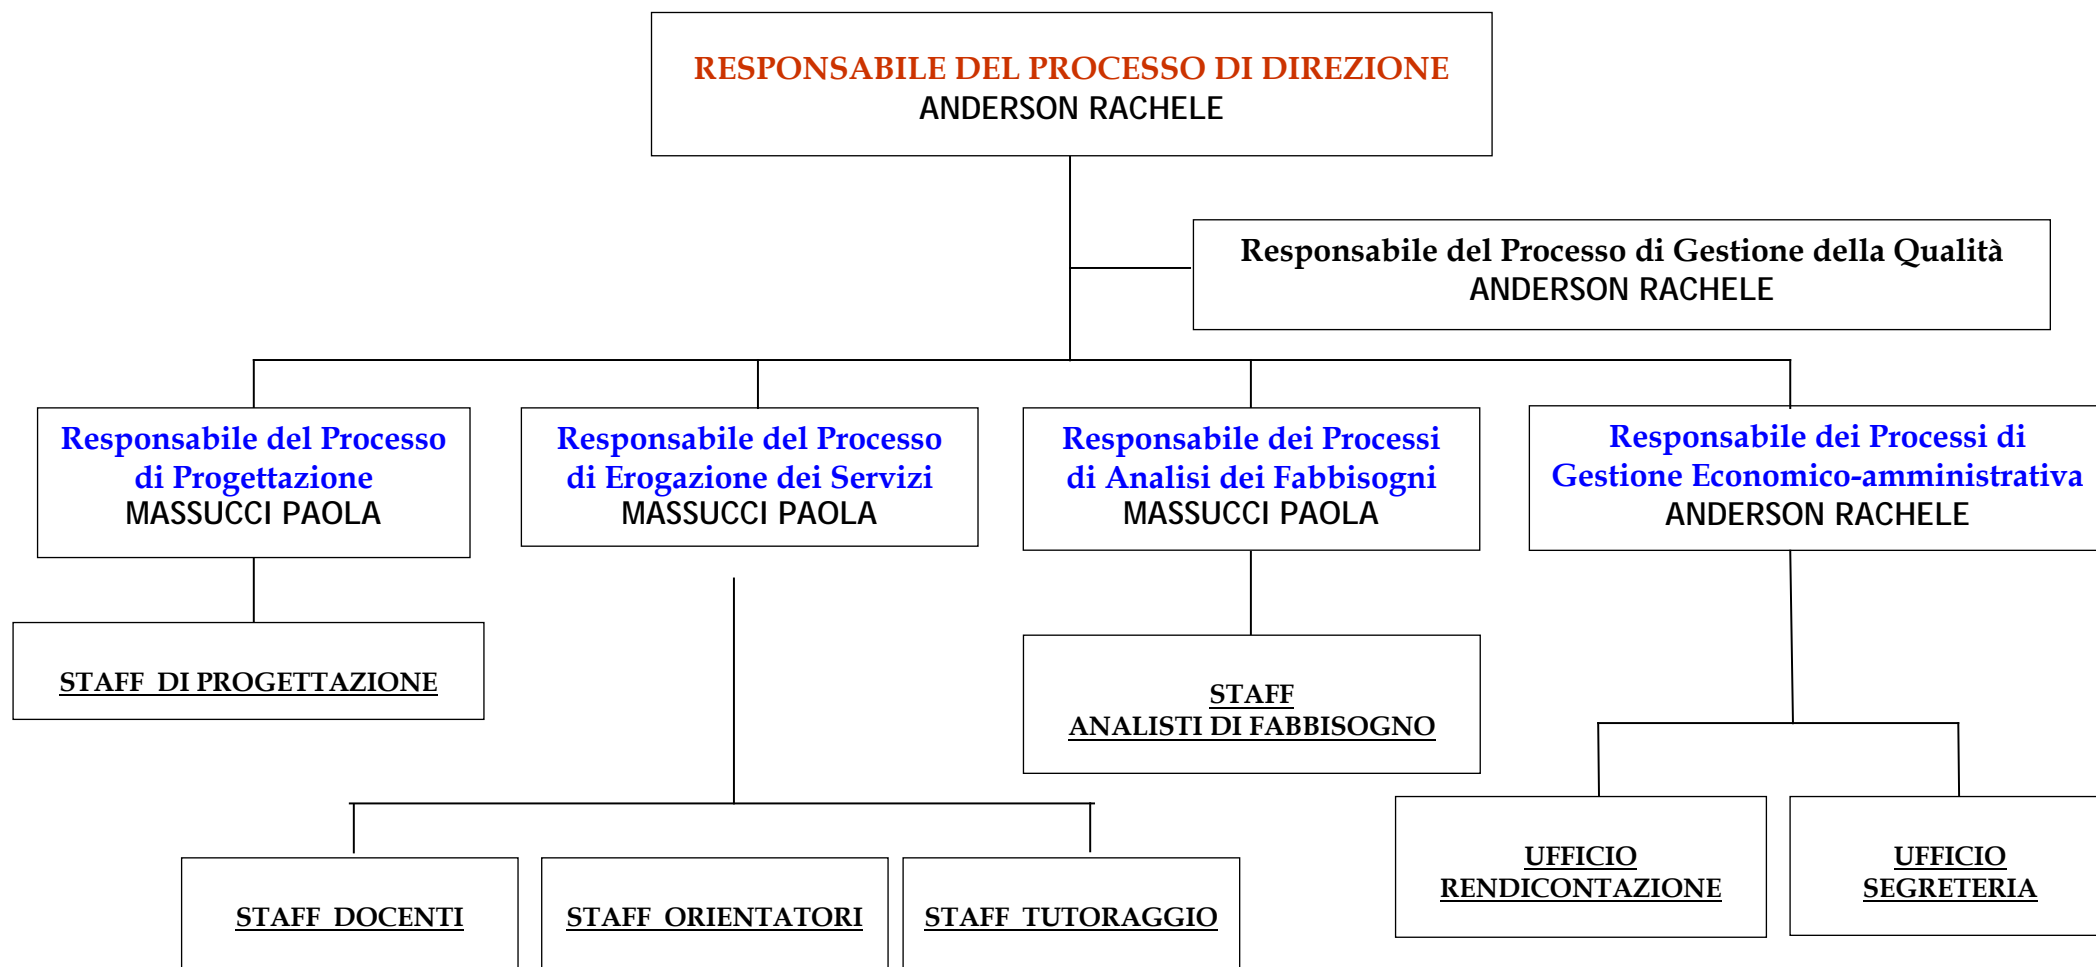 RESPONSABILE DEL PROCESSO DI DIREZIONE
ANDERSON RACHELE
Responsabile del Processo di Gestione della Qualità
ANDERSON RACHELE
Responsabile del Processo
di Progettazione
MASSUCCI PAOLA
Responsabile del Processo
di Erogazione dei Servizi
MASSUCCI PAOLA
Responsabile dei Processi
di Analisi dei Fabbisogni
MASSUCCI PAOLA
Responsabile dei Processi di
Gestione Economico-amministrativa
ANDERSON RACHELE
STAFF DI PROGETTAZIONE
STAFF
ANALISTI DI FABBISOGNO
UFFICIO
RENDICONTAZIONE
UFFICIO
SEGRETERIA
STAFF DOCENTI
STAFF ORIENTATORI
STAFF TUTORAGGIO